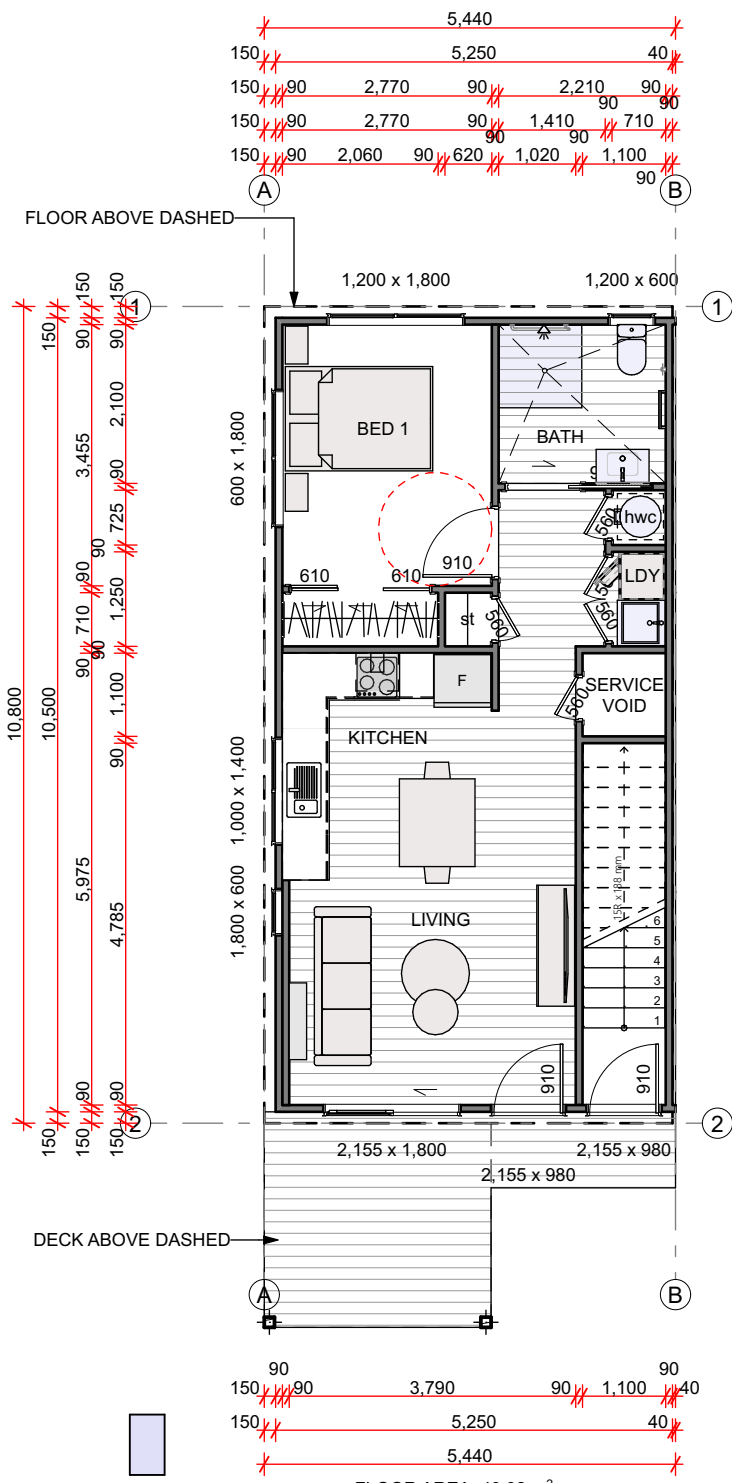 5,440
150 5,250 40
150 90 2,770 90 2,210 90
90 90
150 90 2,770 90 1,410 710
90 90
150 90 2,060 90 620 1,020 1,100
90
A B
FLOOR ABOVE DASHED
1,200 x 1,800 1,200 x 600
1 1
150 150
150 90 90
2,100
3,455
600 x 1,800
BED 1
BATH
90
725
90
560 hwc
910
610 610
90
710
1,250
LDY
560
st 560
90 90
SERVICE
VOID
560
F
KITCHEN
1,100
90
10,800
10,500
1,000 x 1,400
5,975
4,785
1,800 x 600
LIVING
15R x 188 mm
6
5
4
3
2
1
910 910
90 90
150 150 150
2 2
2,155 x 1,800 2,155 x 980
2,155 x 980
DECK ABOVE DASHED
A B
90 90
150 90 3,790 90 1,100 40
150 5,250 40
5,440